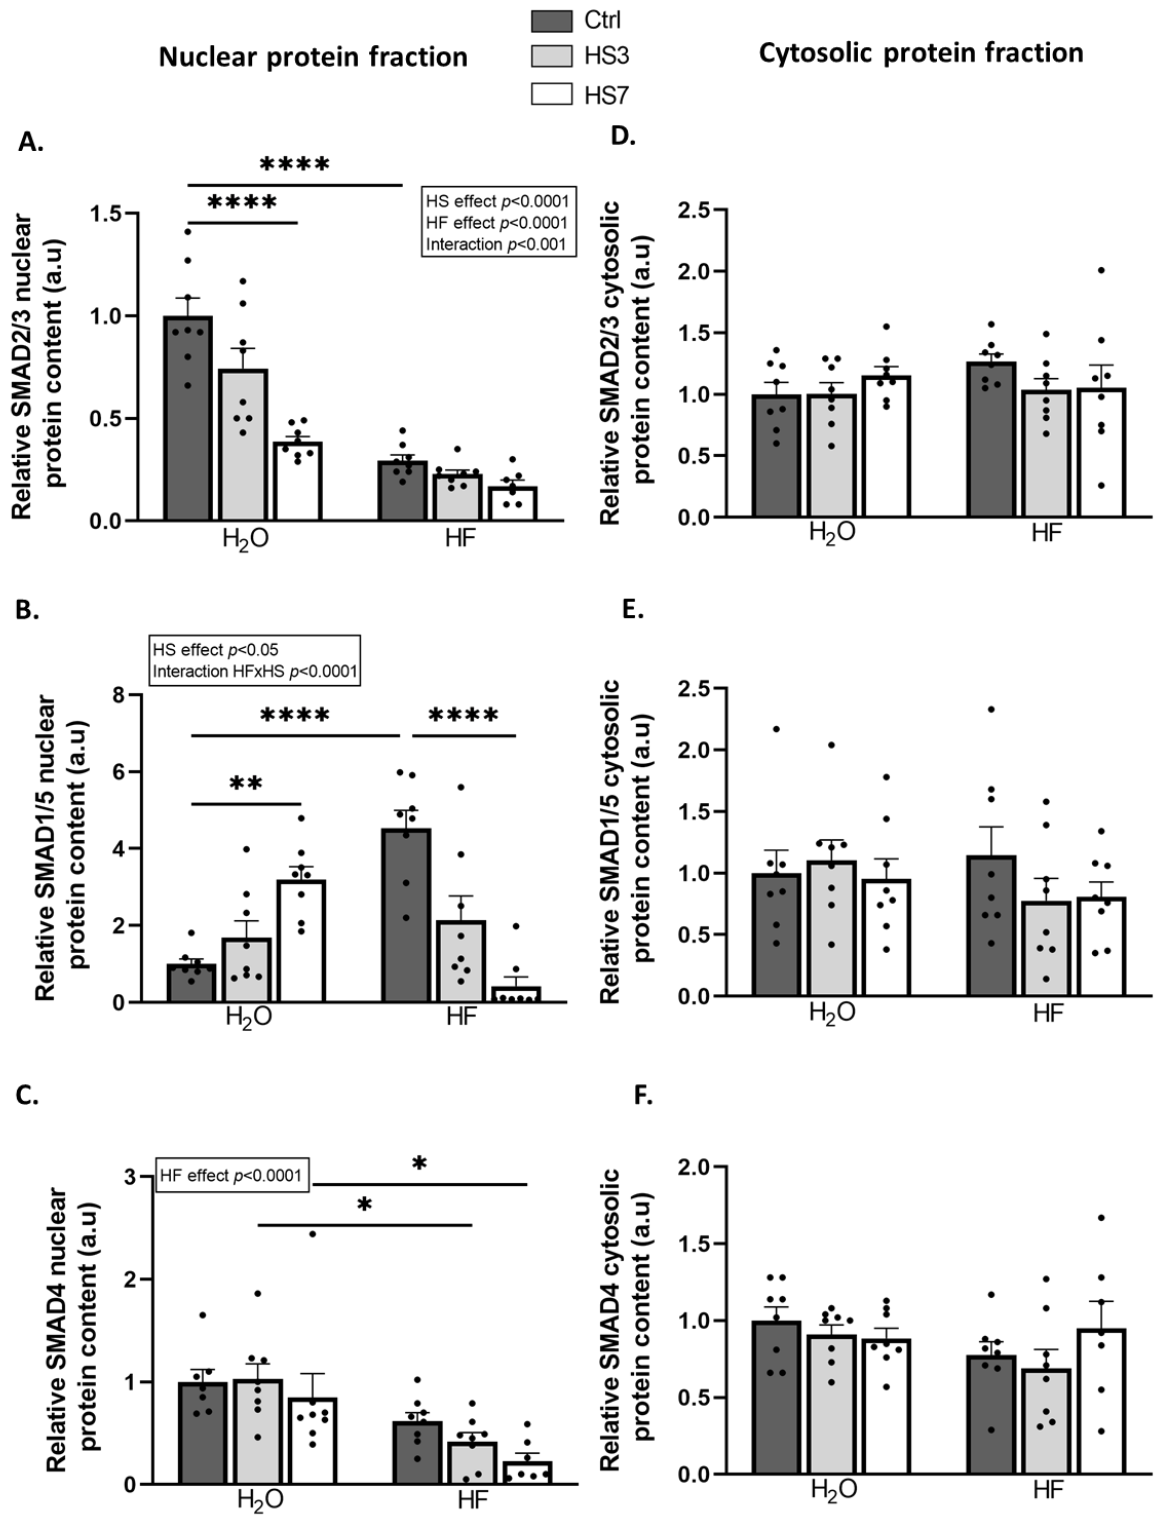 Nuclear protein fraction
Ctrl
HS3
HS7
Cytosolic protein fraction
A.
Relative SMAD2/3 nuclear
protein content (a.u)
1.5
1.0
0.5
0.0
****
****
HS effect p<0.0001
HF effect p<0.0001
Interaction p<0.001
H2O
HF
D.
Relative SMAD2/3 cytosolic
protein content (a.u)
2.5
2.0
1.5
1.0
0.5
0.0
H2O
HF
B.
HS effect p<0.05
Interaction HFxHS p<0.0001
Relative SMAD1/5 nuclear
protein content (a.u)
8
6
4
2
0
****
****
**
H2O
HF
E.
Relative SMAD1/5 cytosolic
protein content (a.u)
2.5
2.0
1.5
1.0
0.5
0.0
H2O
HF
C.
Relative SMAD4 nuclear
protein content (a.u)
3
2
1
0
HF effect p<0.0001
*
*
H2O
HF
F.
Relative SMAD4 cytosolic
protein content (a.u)
2.0
1.5
1.0
0.5
0.0
H2O
HF